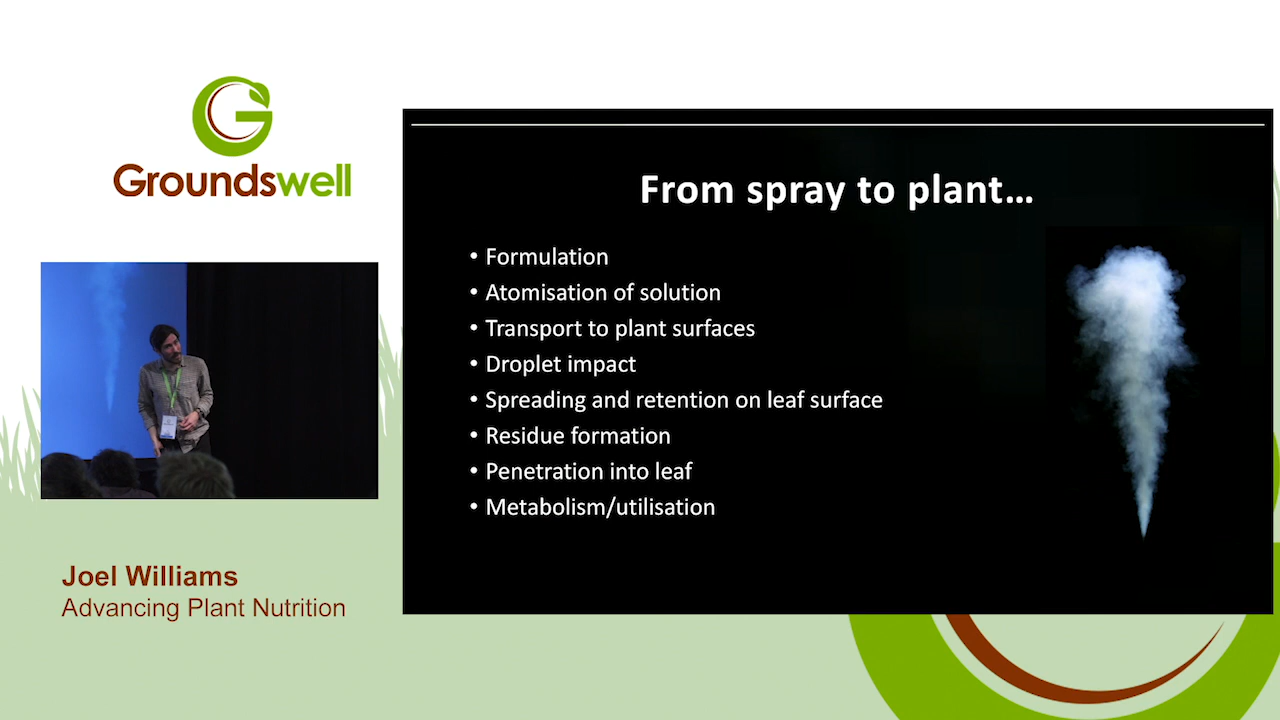 Groundswell
Joel Williams
Advancing Plant Nutrition
From spray to plant...
• Formulation
• Atomisation of solution
• Transport to plant surfaces
• Droplet impact
• Spreading and retention on leaf surface
• Residue formation
• Penetration into leaf
• Metabolism/utilisation